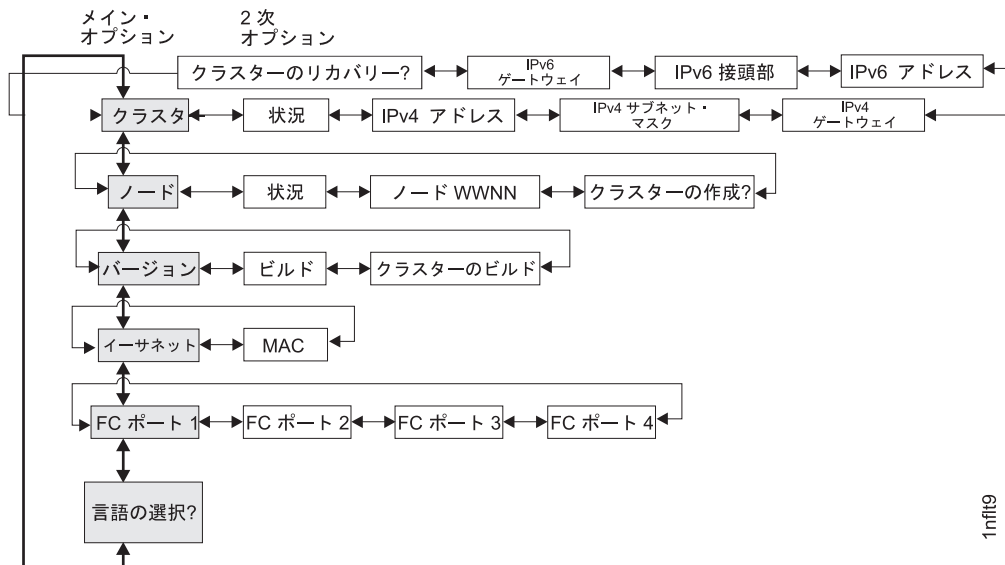 メイン・
オプション
2 次
オプション
クラスターのリカバリー?
IPv6
ゲートウェイ
IPv6 接頭部
IPv6 アドレス
クラスタ
状況
IPv4 アドレス
IPv4 サブネット・
マスク
IPv4
ゲートウェイ
ノード
状況
ノード WWNN
クラスターの作成?
バージョン
ビルド
クラスターのビルド
イーサネット
MAC
FC ポート 1
FC ポート 2
FC ポート 3
FC ポート 4
言語の選択?
1nflt9